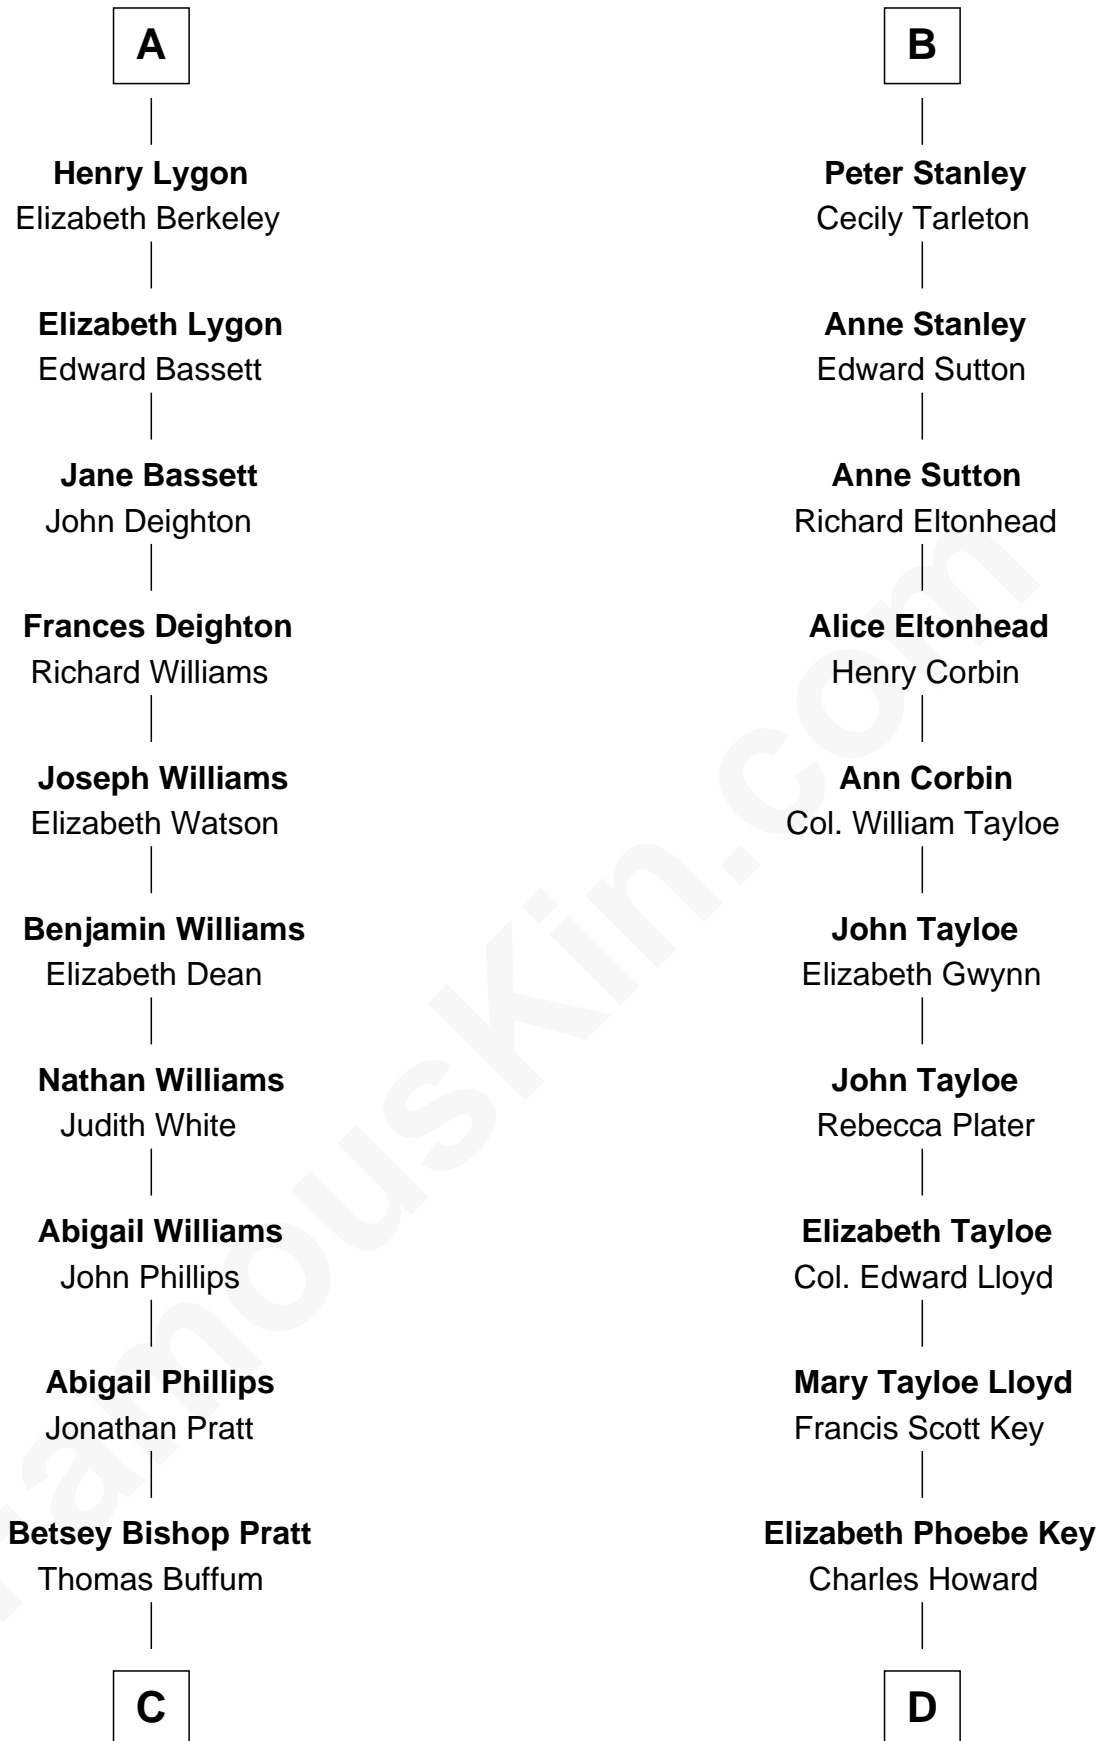 A
Henry Lygon
Elizabeth Berkeley
Elizabeth Lygon
Edward Bassett
Jane Bassett
John Deighton
Frances Deighton
Richard Williams
Joseph Williams
Elizabeth Watson
Benjamin Williams
Elizabeth Dean
Nathan Williams
Judith White
Abigail Williams
John Phillips
Abigail Phillips
Jonathan Pratt
Betsey Bishop Pratt
Thomas Buffum
C
B
Peter Stanley
Cecily Tarleton
Anne Stanley
Edward Sutton
Anne Sutton
Richard Eltonhead
Alice Eltonhead
Henry Corbin
Ann Corbin
Col. William Tayloe
John Tayloe
Elizabeth Gwynn
John Tayloe
Rebecca Plater
Elizabeth Tayloe
Col. Edward Lloyd
Mary Tayloe Lloyd
Francis Scott Key
Elizabeth Phoebe Key
Charles Howard
D
FamousKin.com